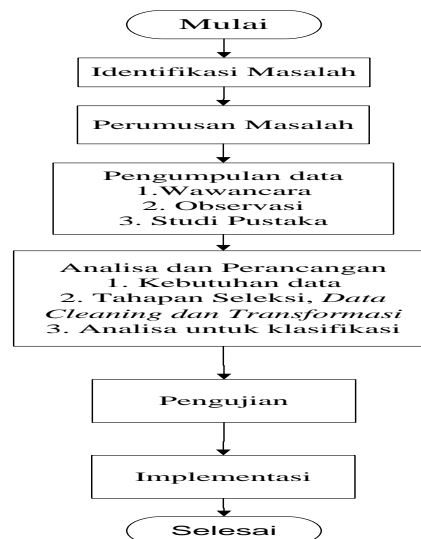 Mulai
Identifikasi Masalah
Perumusan Masalah
Pengumpulan data
1.Wawancara
2. Observasi
3. Studi Pustaka
Analisa dan Perancangan
1. Kebutuhan data
2. Tahapan Seleksi, Data
Cleaning dan Transformasi
3. Analisa untuk klasifikasi
Pengujian
Implementasi
Selesai